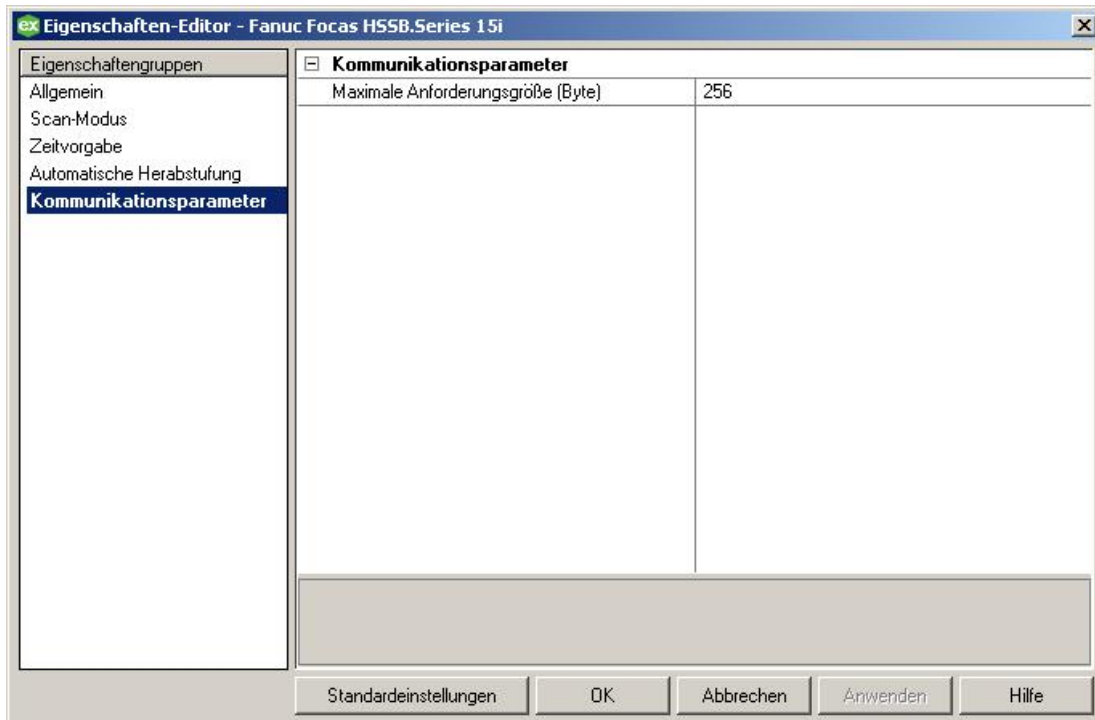 ex Eigenschaften-Editor - Fanuc Focas HSSB.Series 15i
Eigenschaftengruppen
Allgemein
Scan-Modus
Zeitvorgabe
Automatische Herabstufung
Kommunikationsparameter
Kommunikationsparameter
Maximale Anforderungsgröße (Byte) 256
Standardeinstellungen OK Abbrechen Anwenden Hilfe